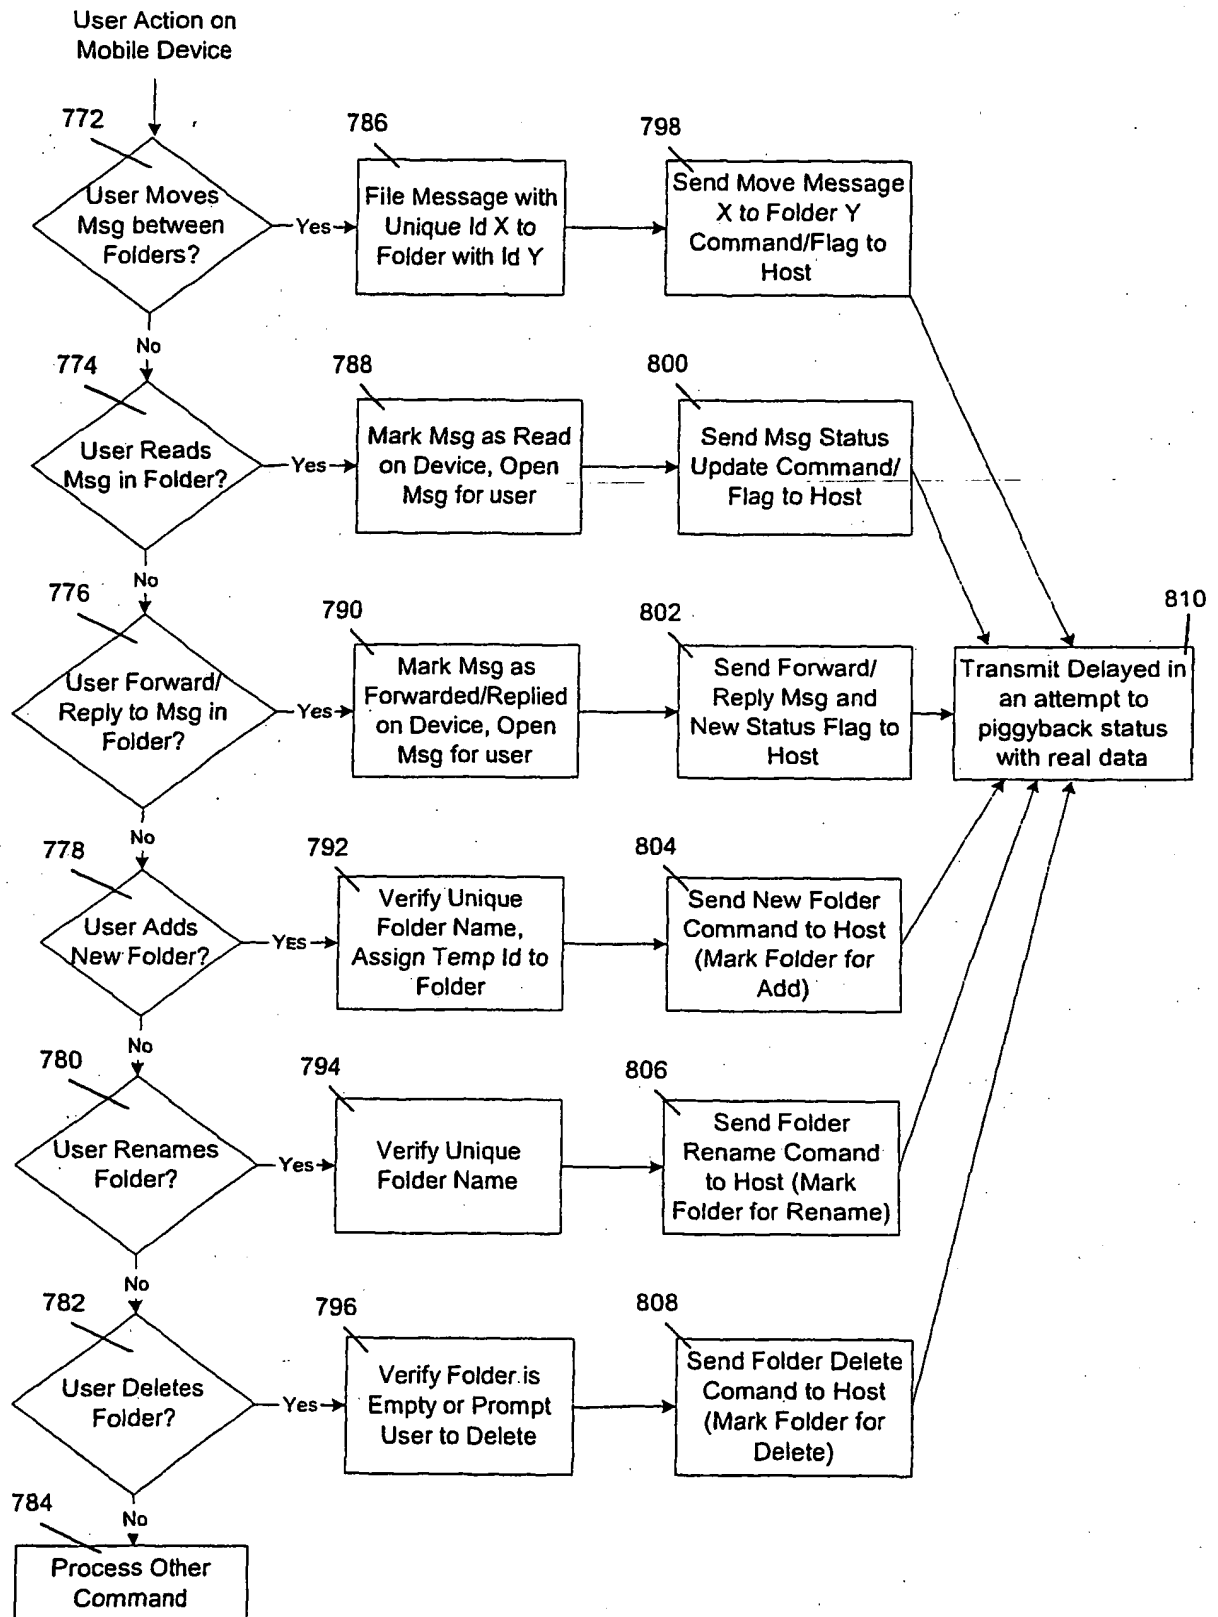 User Action on
Mobile Device
772
User Moves
Msg between
Folders?
Yes
786
File Message with
Unique Id X to
Folder with Id Y
798
Send Move Message
X to Folder Y
Command/Flag to
Host
No
774
User Reads
Msg in Folder?
Yes
788
Mark Msg as Read
on Device, Open
Msg for user
800
Send Msg Status
Update Command/
Flag to Host
No
776
User Forward/
Reply to Msg in
Folder?
Yes
790
Mark Msg as
Forwarded/Replied
on Device, Open
Msg for user
802
Send Forward/
Reply Msg and
New Status Flag to
Host
810
Transmit Delayed in
an attempt to
piggyback status
with real data
No
778
User Adds
New Folder?
YES
792
Verify Unique
Folder Name,
Assign Temp Id to
Folder
804
Send New Folder
Command to Host
(Mark Folder for
Add)
No
780
User Renames
Folder?
Yes
794
Verify Unique
Folder Name
806
Send Folder
Rename Comand
to Host (Mark
Folder for Rename)
No
782
User Deletes
Folder?
Yes
796
Verify Folder is
Empty or Prompt
User to Delete
808
Send Folder Delete
Comand to Host
(Mark Folder for
Delete)
No
784
Process Other
Command